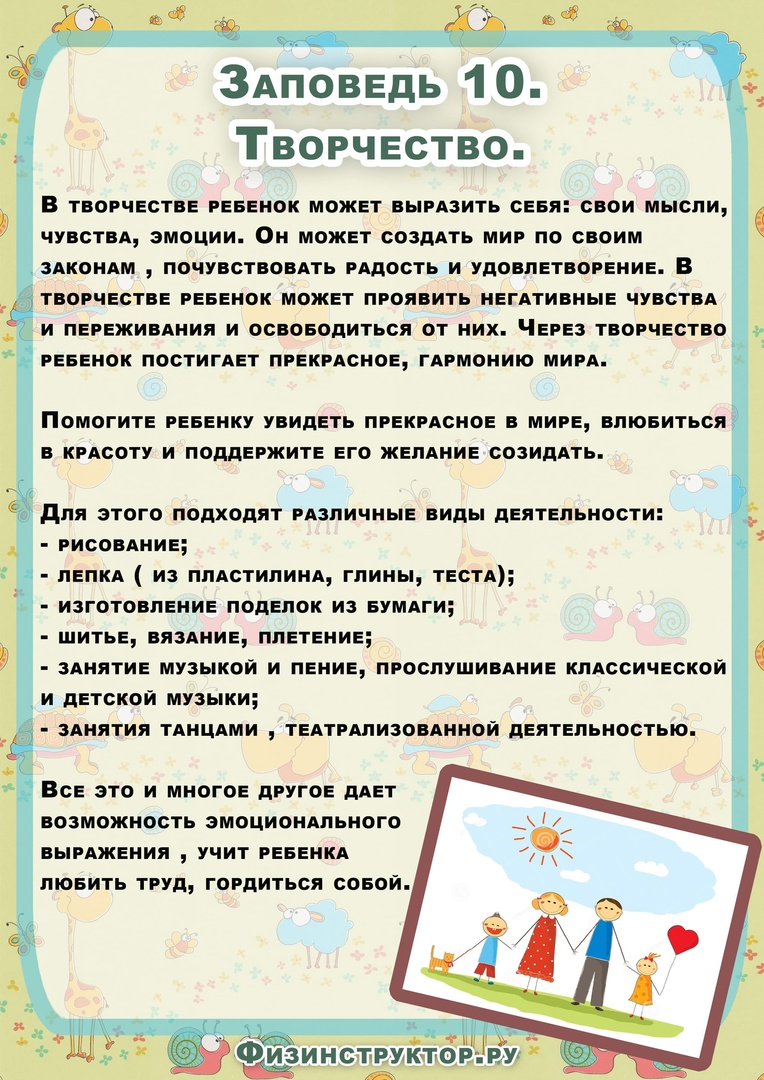 Заповедь 10.
Творчество.
В творчестве ребенок может выразить себя: свои мысли,
чувства, эмоции. Он может создать мир по своим
законам , почувствовать радость и удовлетворение. В
творчестве ребенок может проявить негативные чувства
и переживания и освободиться от них. Через творчество
ребенок постигает прекрасное, гармонию мира.
Помогите ребенку увидеть прекрасное в мире, влюбиться
в красоту и поддержите его желание созидать.
Для этого подходят различные виды деятельности:
- рисование;
- лепка ( из пластилина, глины, теста);
- изготовление поделок из бумаги;
- шитье, вязание, плетение;
- занятие музыкой и пение, прослушивание классической
и детской музыки;
- занятия танцами , театрализованной деятельностью.
Все это и многое другое дает
возможность эмоционального
выражения , учит ребенка
любить труд, гордиться собой.
Физинструктор.ру